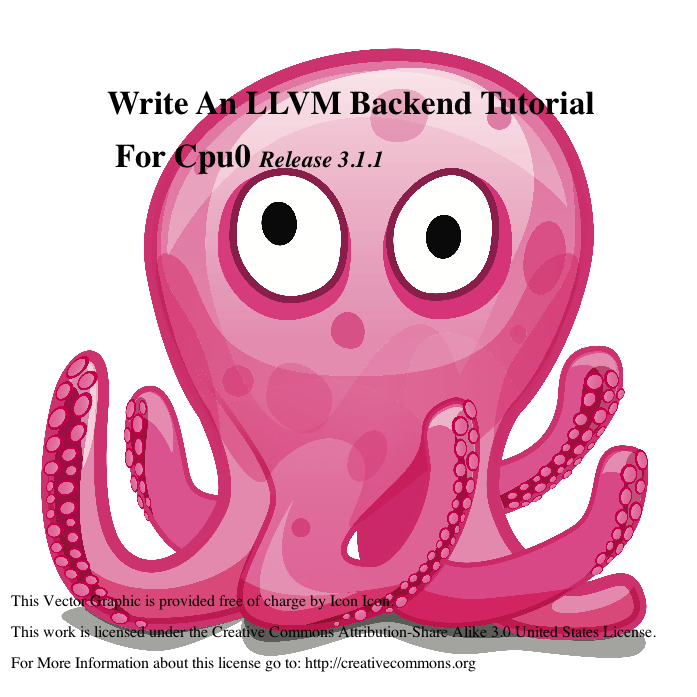 Write An LLVM Backend Tutorial
For Cpu0 Release 3.1.1
This Vector Graphic is provided free of charge by Icon Icon.
This work is licensed under the Creative Commons Attribution-Share Alike 3.0 United States License.
For More Information about this license go to: http://creativecommons.org